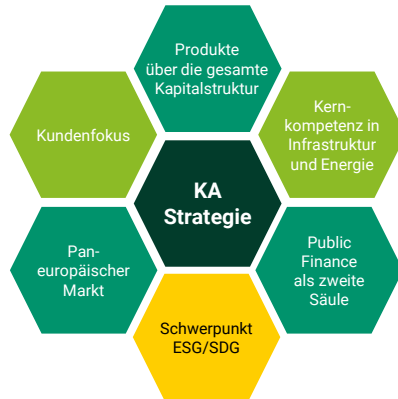 Produkte
über die gesamte
Kapitalstruktur
Kundenfokus
Kern-
kompetenz in
Infrastruktur
und Energie
KA
Strategie
Pan-
europäischer
Markt
Public
Finance
als zweite
Säule
Schwerpunkt
ESG/SDG